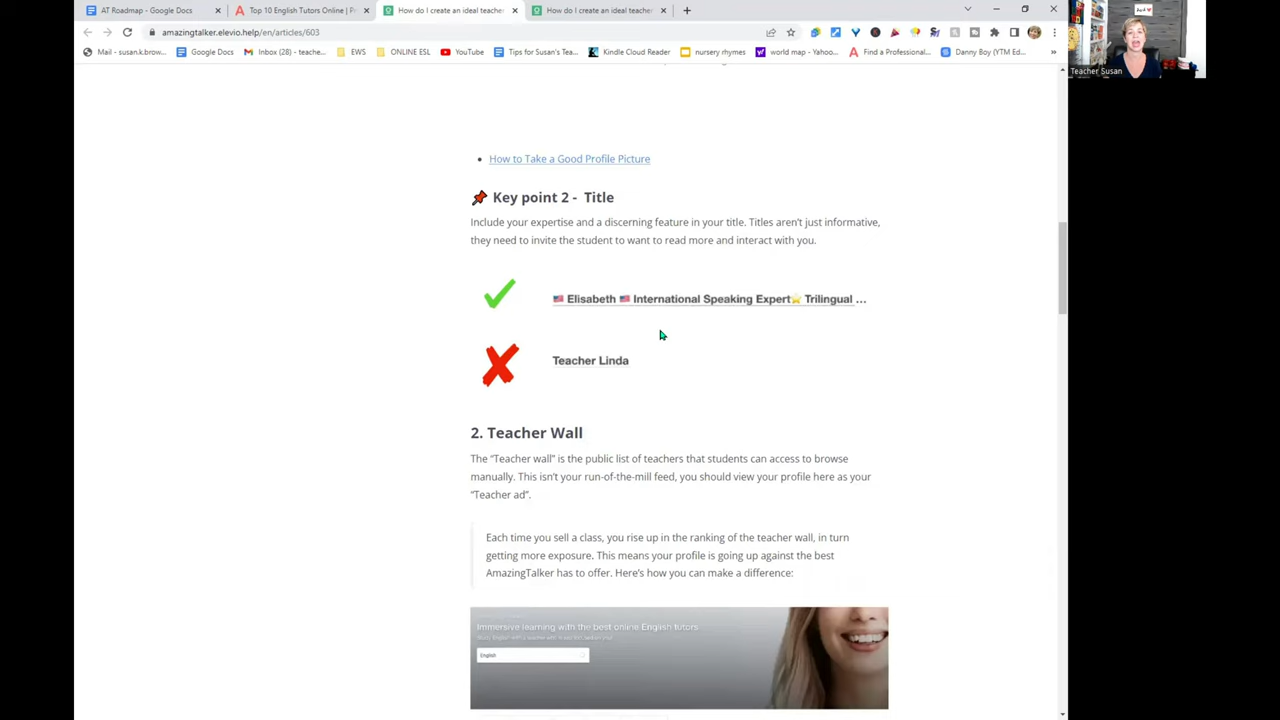 AT Roadmap - Google Docs
Top 10 English Tutors Online | P
How do I create an ideal teacher
How do I create an ideal teacher
amazingtalker.elevio.help/en/articles/603
Mail - susan.k.brow...
Google Docs
Inbox (28) - teache...
EWS
ONLINE ESL
YouTube
Tips for Susan's Tea...
Kindle Cloud Reader
nursery rhymes
world map - Yahoo...
Find a Professional...
Danny Boy (YTM Ed...
Teacher Susan
How to Take a Good Profile Picture
Key point 2 - Title
Include your expertise and a discerning feature in your title. Titles aren't just informative,
they need to invite the student to want to read more and interact with you.
Elisabeth International Speaking Expert Trilingual ...
Teacher Linda
2. Teacher Wall
The "Teacher wall" is the public list of teachers that students can access to browse
manually. This isn't your run-of-the-mill feed, you should view your profile here as your
"Teacher ad".
Each time you sell a class, you rise up in the ranking of the teacher wall, in turn
getting more exposure. This means your profile is going up against the best
AmazingTalker has to offer. Here's how you can make a difference:
Immersive learning with the best online English tutors
English